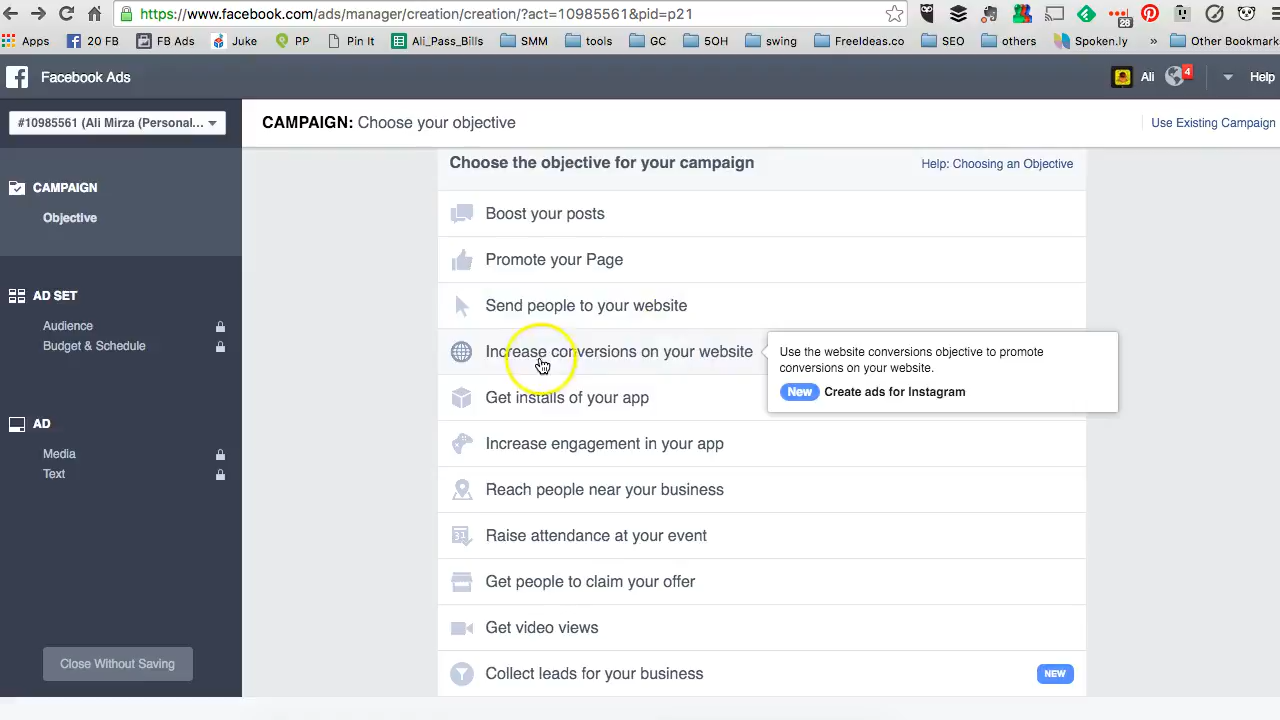 https://www.facebook.com/ads/manager/creation/creation/?act=10985561&pid=p21
28
Apps
20 FB
FB Ads
Juke
PP
Pin It
Ali_Pass_Bills
SMM
tools
GC
5OH
swing
FreeIdeas.co
SEO
others
Spoken.ly
»
Other Bookmarks
Facebook Ads
Ali
4
Help
#10985561 (Ali Mirza (Personal...
CAMPAIGN: Choose your objective
Use Existing Campaign
CAMPAIGN
Objective
AD SET
Audience
Budget & Schedule
AD
Media
Text
Close Without Saving
Choose the objective for your campaign
Help: Choosing an Objective
Boost your posts
Promote your Page
Send people to your website
Increase conversions on your website
Use the website conversions objective to promote
conversions on your website.
New Create ads for Instagram
Get installs of your app
Increase engagement in your app
Reach people near your business
31
Raise attendance at your event
Get people to claim your offer
Get video views
Collect leads for your business
NEW